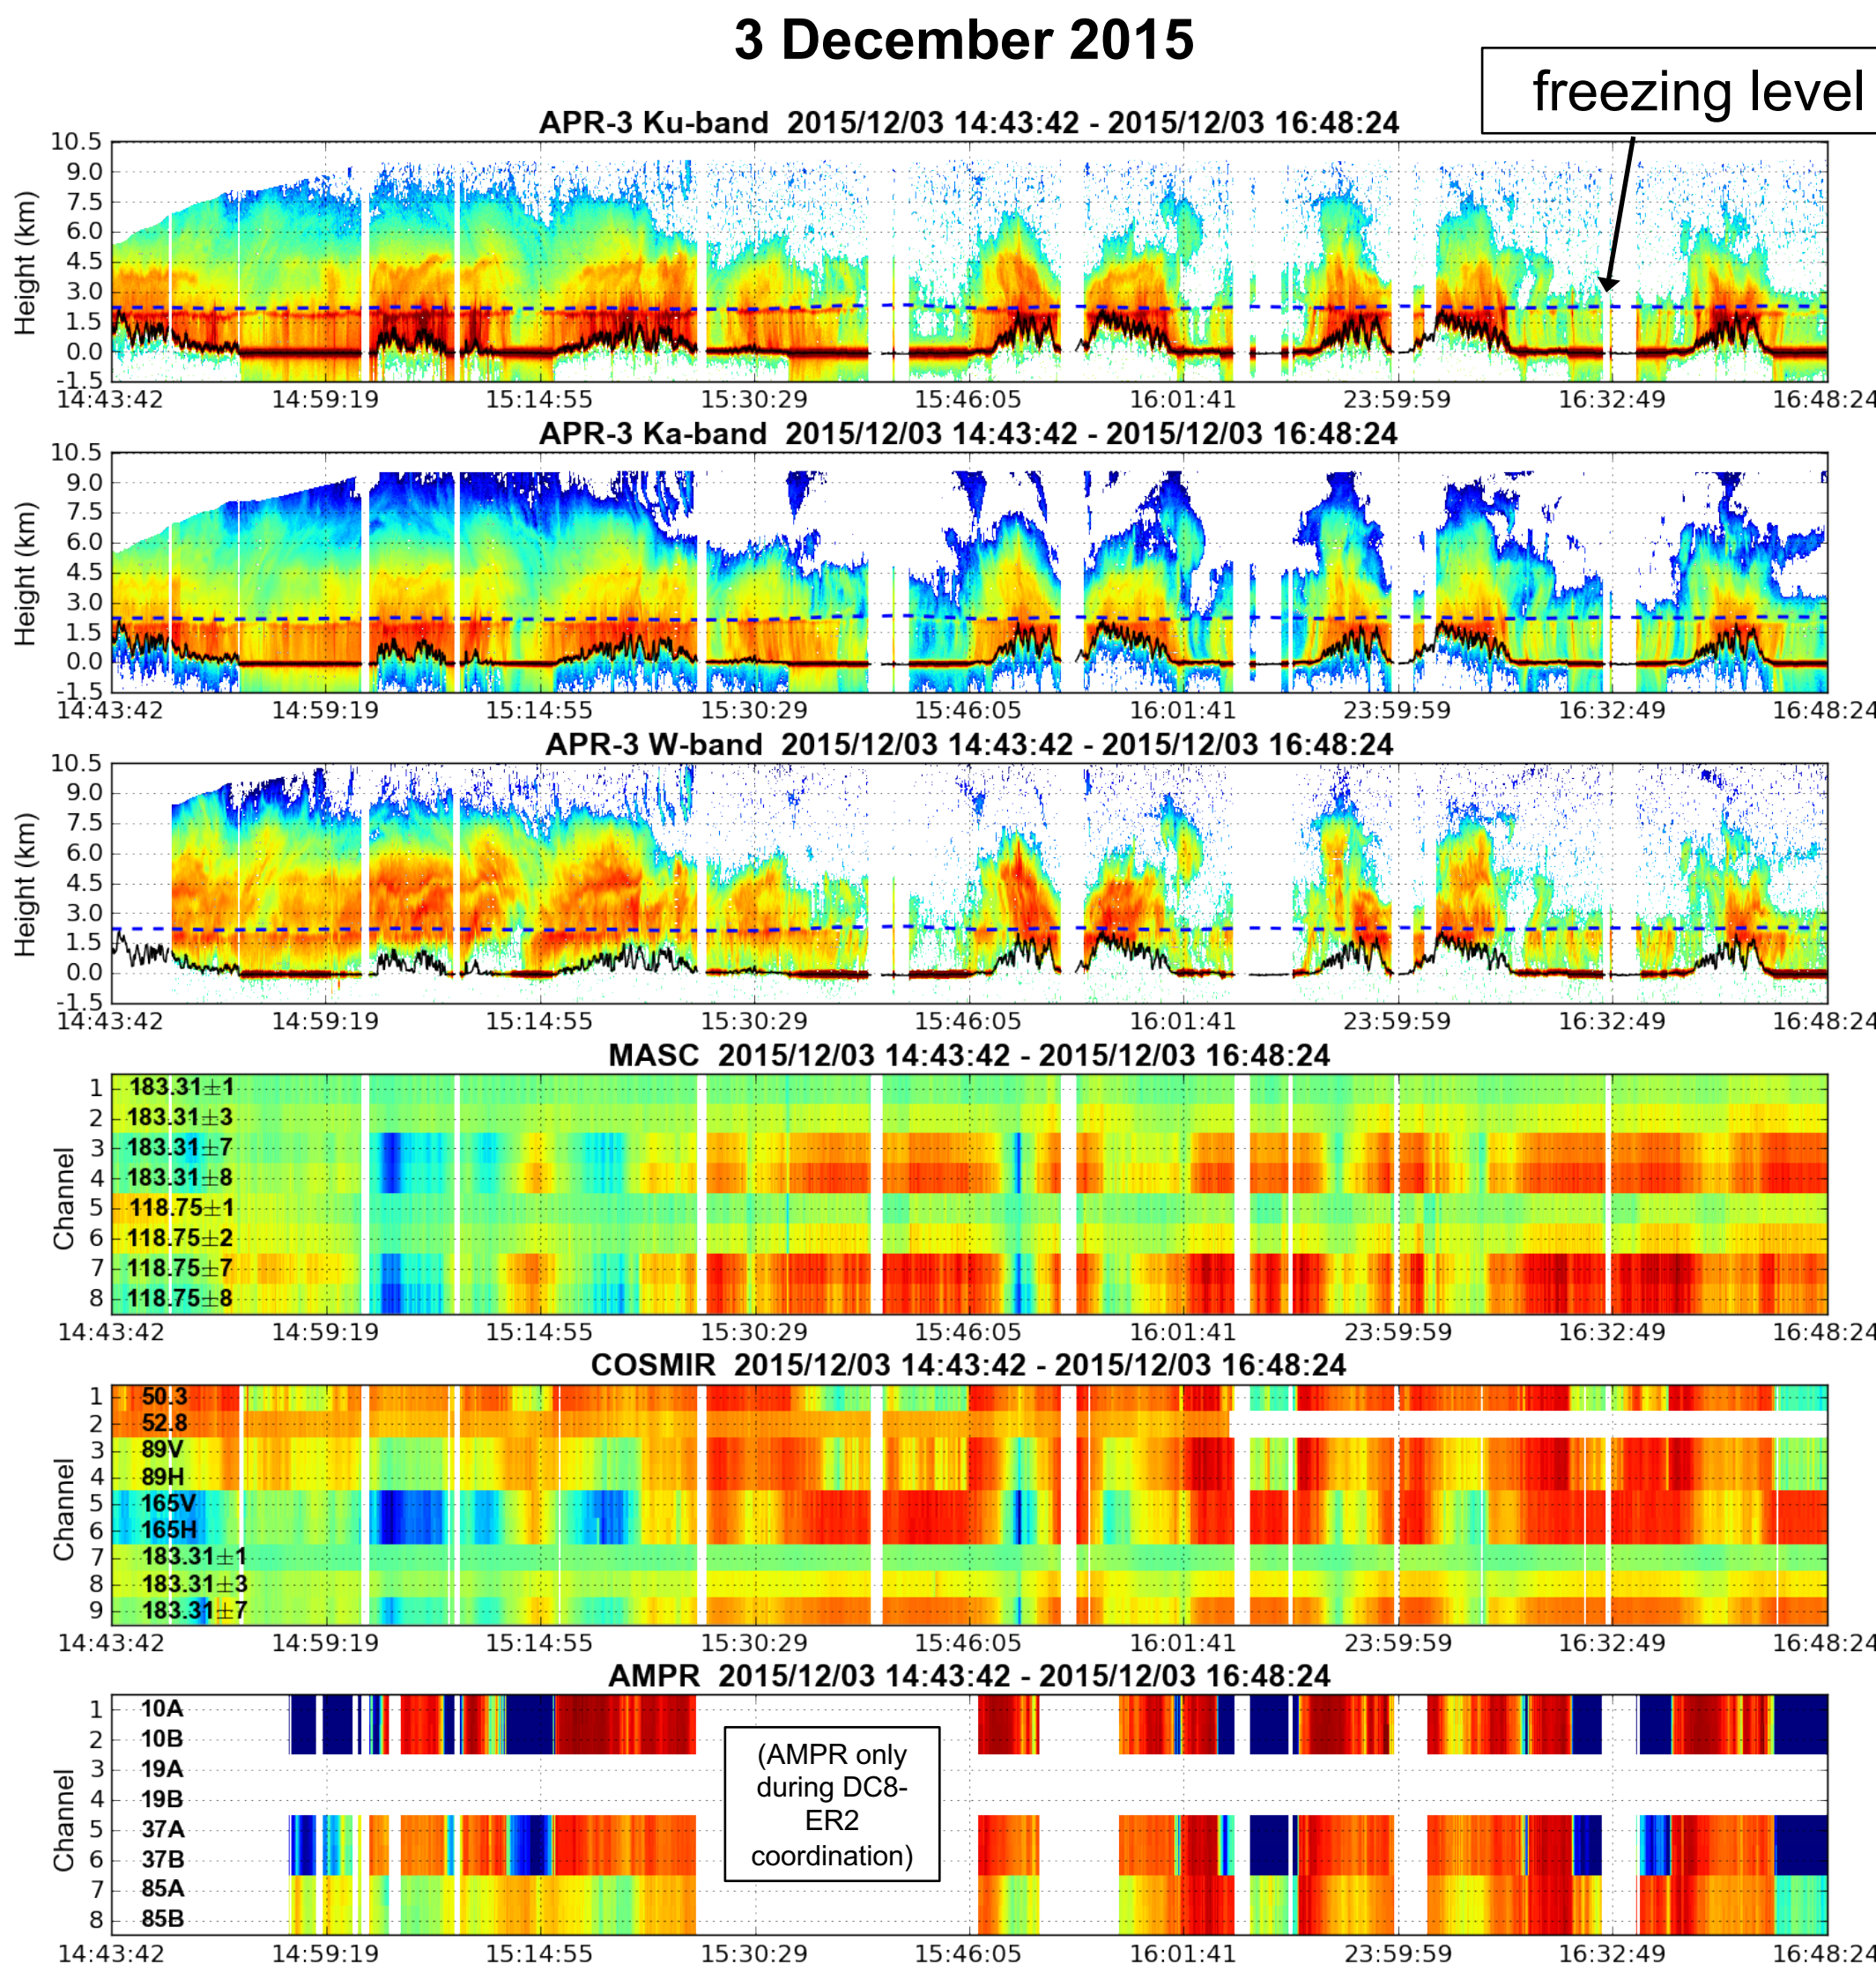 3 December 2015
freezing level
APR-3 Ku-band 2015/12/03 14:43:42 - 2015/12/03 16:48:24
Height (km)
10.5
9.0
7.5
6.0
4.5
3.0
1.5
0.0
-1.5
14:43:42 14:59:19 15:14:55 15:30:29 15:46:05 16:01:41 23:59:59 16:32:49 16:48:24
APR-3 Ka-band 2015/12/03 14:43:42 - 2015/12/03 16:48:24
Height (km)
10.5
9.0
7.5
6.0
4.5
3.0
1.5
0.0
-1.5
14:43:42 14:59:19 15:14:55 15:30:29 15:46:05 16:01:41 23:59:59 16:32:49 16:48:24
APR-3 W-band 2015/12/03 14:43:42 - 2015/12/03 16:48:24
Height (km)
10.5
9.0
7.5
6.0
4.5
3.0
1.5
0.0
-1.5
14:43:42 14:59:19 15:14:55 15:30:29 15:46:05 16:01:41 23:59:59 16:32:49 16:48:24
MASC 2015/12/03 14:43:42 - 2015/12/03 16:48:24
Channel
1 183.31±1
2 183.31±3
3 183.31±7
4 183.31±8
5 118.75±1
6 118.75±2
7 118.75±7
8 118.75±8
14:43:42 14:59:19 15:14:55 15:30:29 15:46:05 16:01:41 23:59:59 16:32:49 16:48:24
COSMIR 2015/12/03 14:43:42 - 2015/12/03 16:48:24
Channel
1 50.3
2 52.8
3 89V
4 89H
5 165V
6 165H
7 183.31±1
8 183.31±3
9 183.31±7
14:43:42 14:59:19 15:14:55 15:30:29 15:46:05 16:01:41 23:59:59 16:32:49 16:48:24
AMPR 2015/12/03 14:43:42 - 2015/12/03 16:48:24
Channel
1 10A
2 10B
3 19A
4 19B
5 37A
6 37B
7 85A
8 85B
(AMPR only
during DC8-
ER2
coordination)
14:43:42 14:59:19 15:14:55 15:30:29 15:46:05 16:01:41 23:59:59 16:32:49 16:48:24